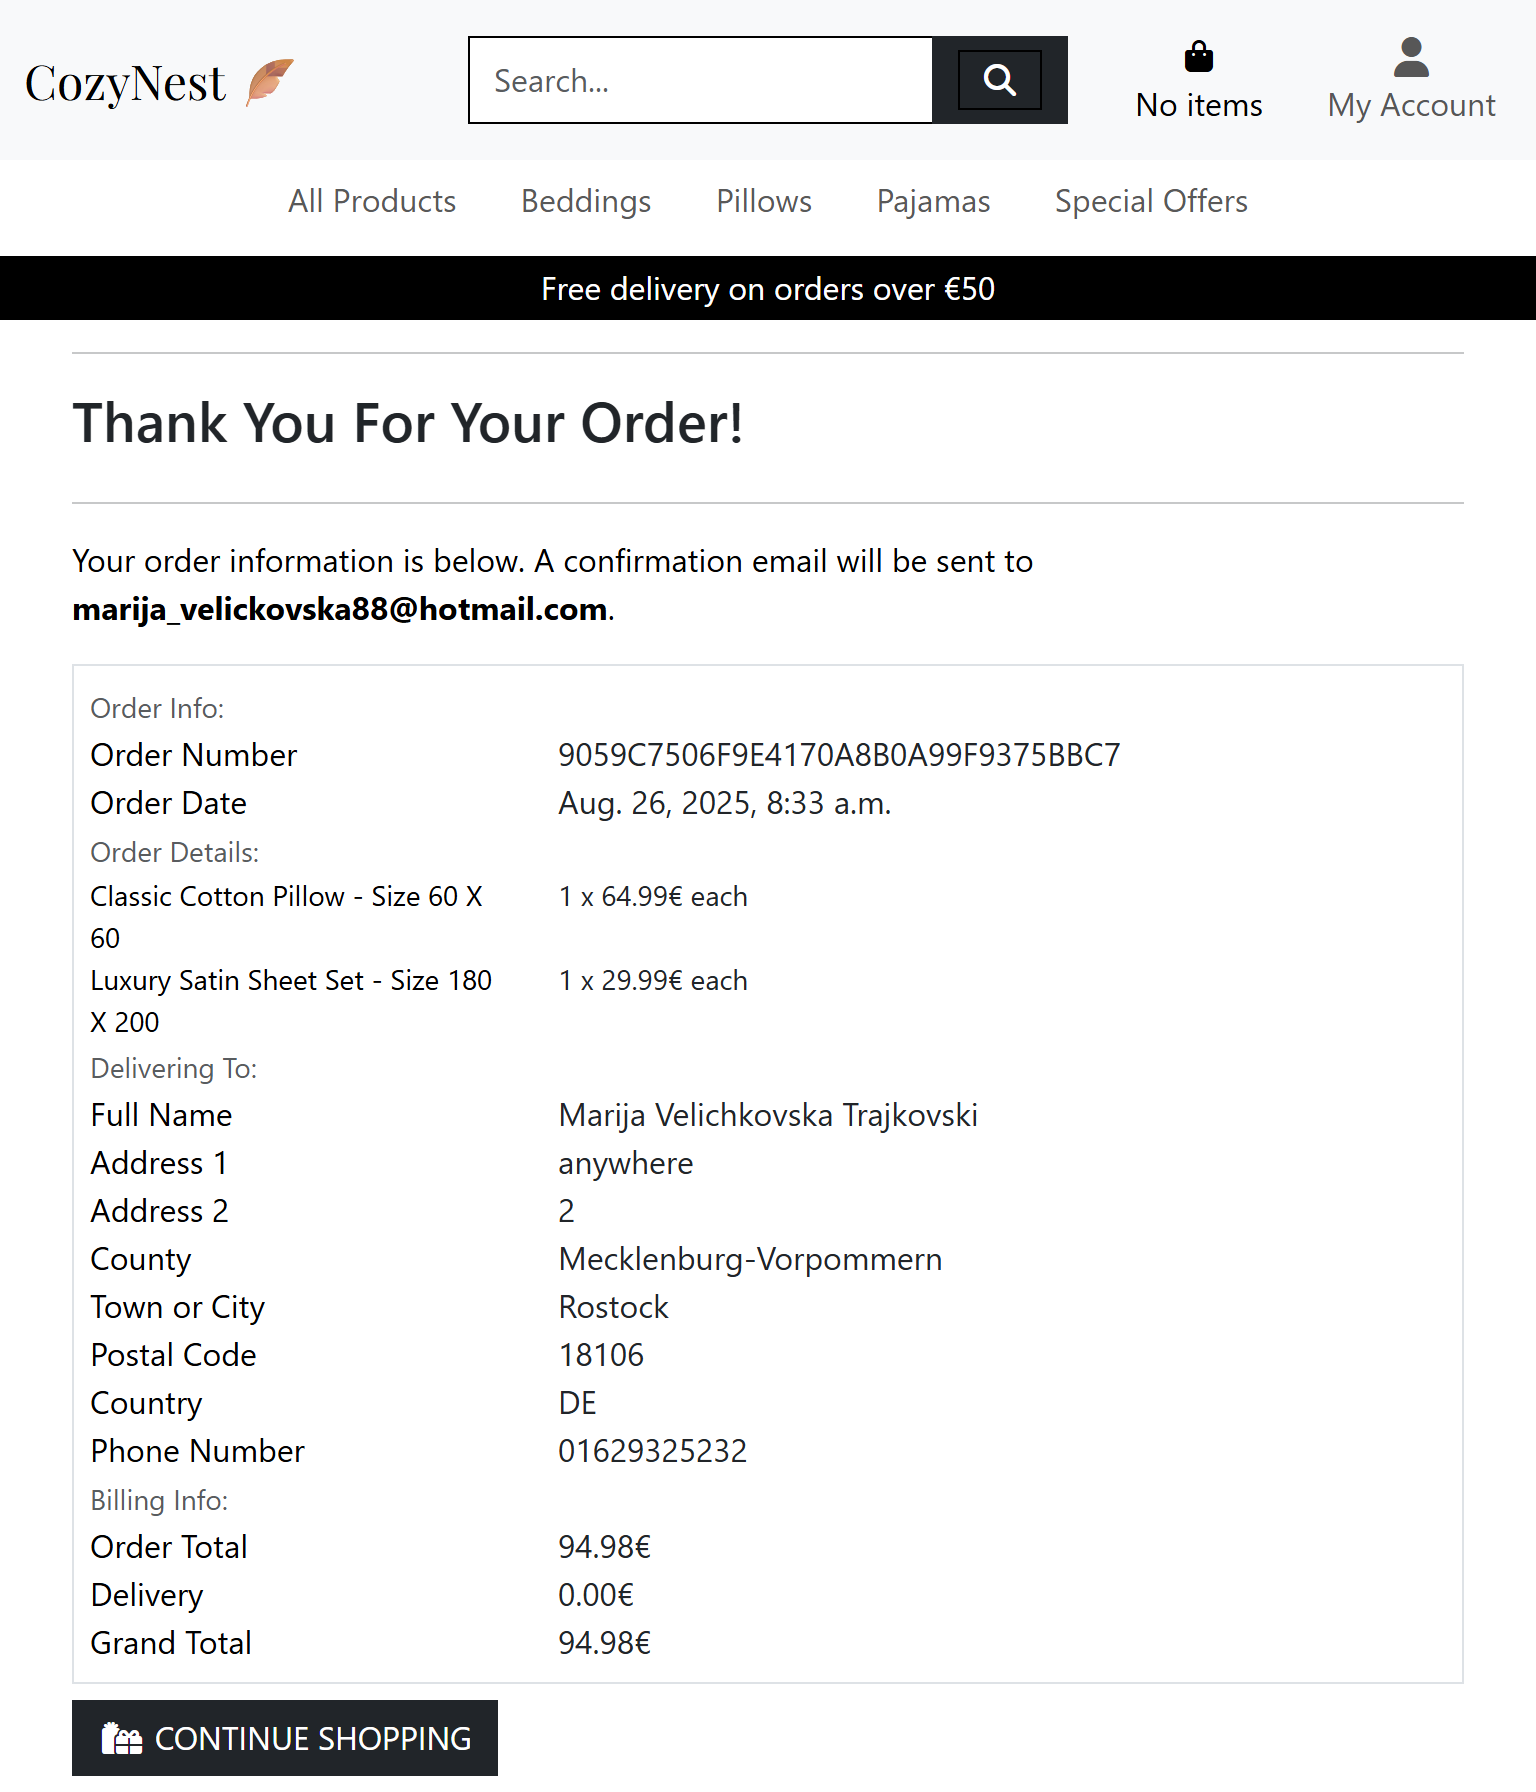 CozyNest
Search...
No items
My Account
All Products Beddings Pillows Pajamas Special Offers
Free delivery on orders over €50
Thank You For Your Order!
Your order information is below. A confirmation email will be sent to
marija_velickovska88@hotmail.com.
Order Info:
Order Number 9059C7506F9E4170A8B0A99F9375BBC7
Order Date Aug. 26, 2025, 8:33 a.m.
Order Details:
Classic Cotton Pillow - Size 60 X 1 x 64.99€ each
60
Luxury Satin Sheet Set - Size 180 1 x 29.99€ each
X 200
Delivering To:
Full Name Marija Velichkovska Trajkovski
Address 1 anywhere
Address 2 2
County Mecklenburg-Vorpommern
Town or City Rostock
Postal Code 18106
Country DE
Phone Number 01629325232
Billing Info:
Order Total 94.98€
Delivery 0.00€
Grand Total 94.98€
CONTINUE SHOPPING